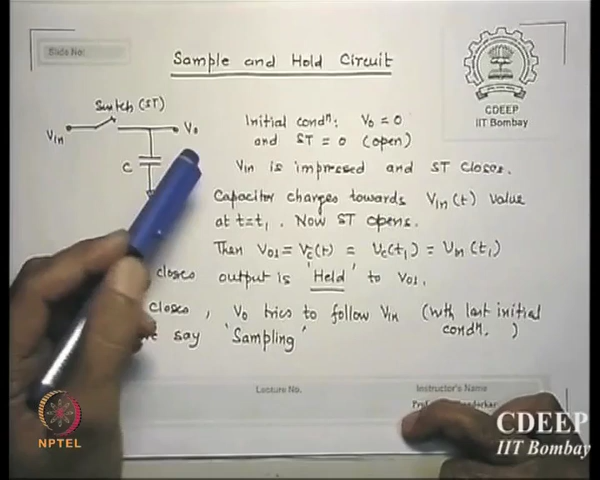 Slide No:
Sample and Hold Circuit
CDEEP
IIT Bombay
Switch (ST)
Vin
Vo
C
Initial condn: Vo = 0
and ST = 0 (open)
Vin is impressed and ST closes.
Capacitor charges towards Vin(t) value
at t=t1. Now ST opens.
Then Vo1 = Vc(t) = Vc(t1) = Vin(t1)
closes output is 'Held' to Vo1.
closes, Vo tries to follow Vin (with last initial
condn. )
say 'Sampling'
Lecture No.
Instructor's Name
NPTEL
CDEEP
IIT Bombay